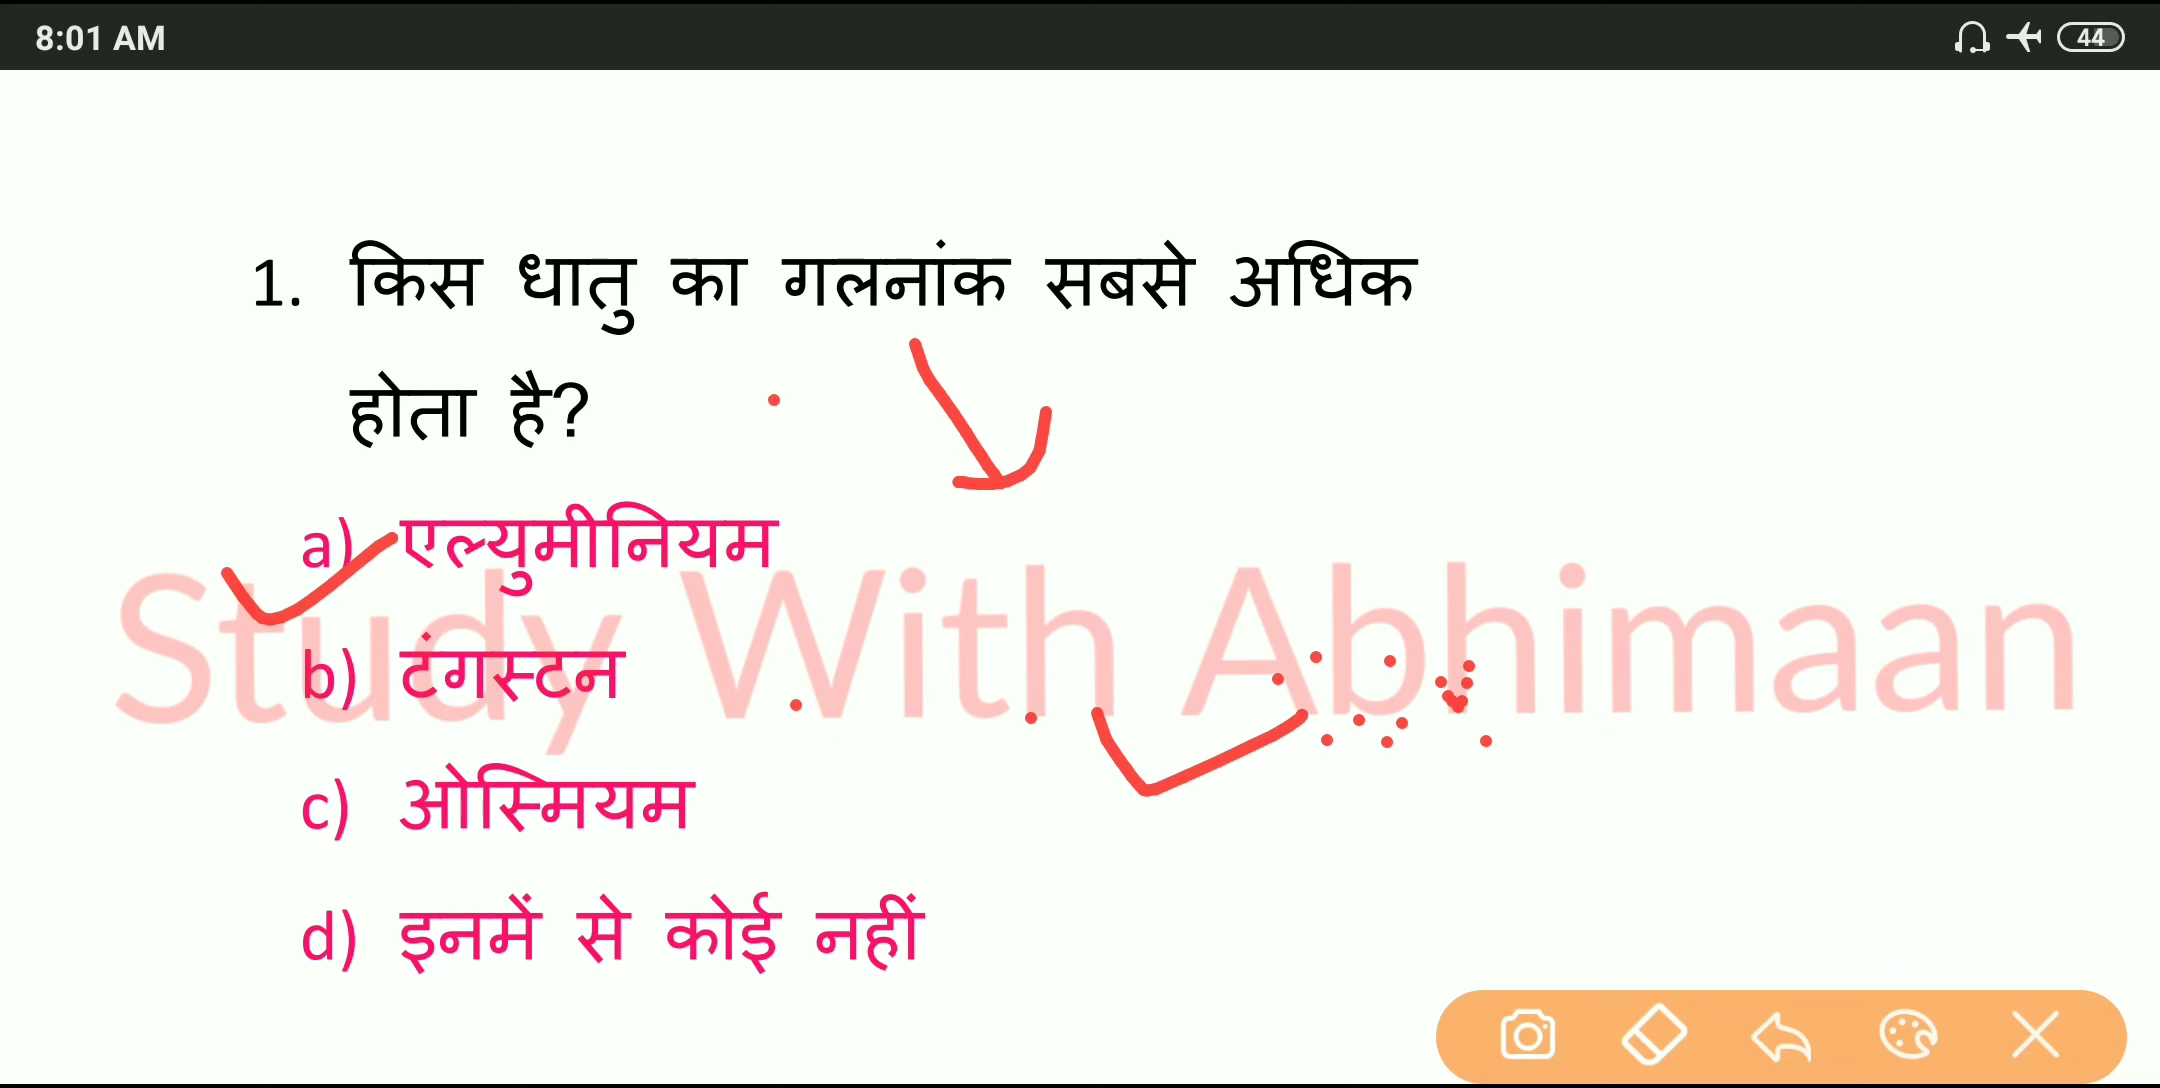 8:01 AM
44
1. किस धातु का गलनांक सबसे अधिक
होता है?
a) एल्युमीनियम
Study With Abhimaan
b) टंगस्टन
c) ओस्मियम
d) इनमें से कोई नहीं